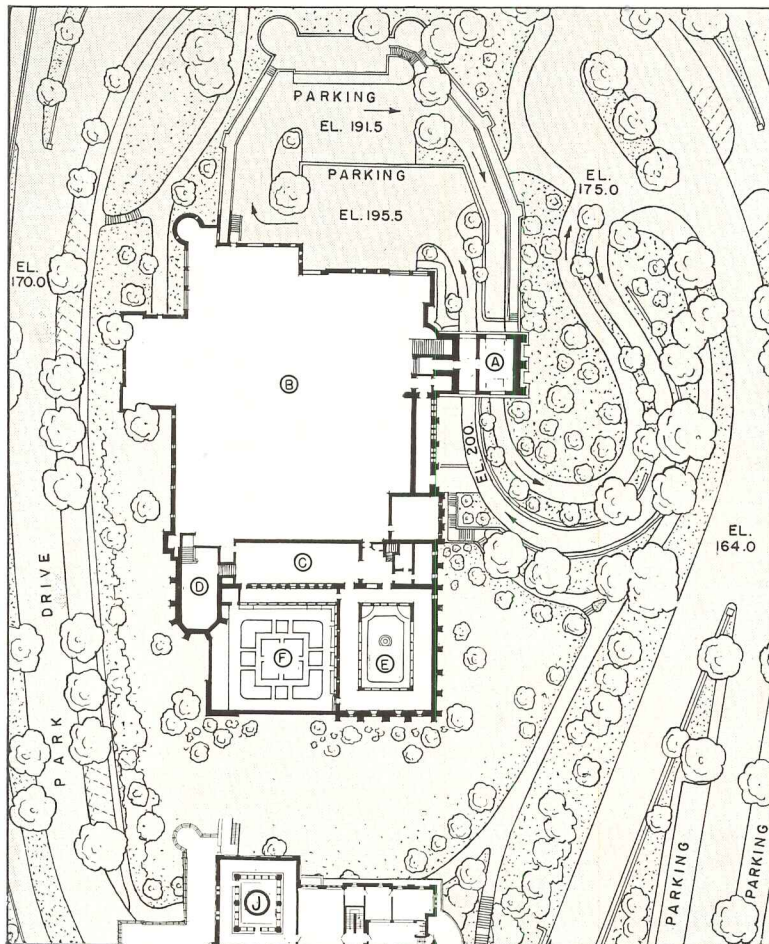 PARKING
EL. 191.5
PARKING
EL. 195.5
EL.
175.0
EL.
170.0
A
B
EL. 200.
EL.
164.0
C
D
F
E
PARK DRIVE
J
PARKING
PARKING